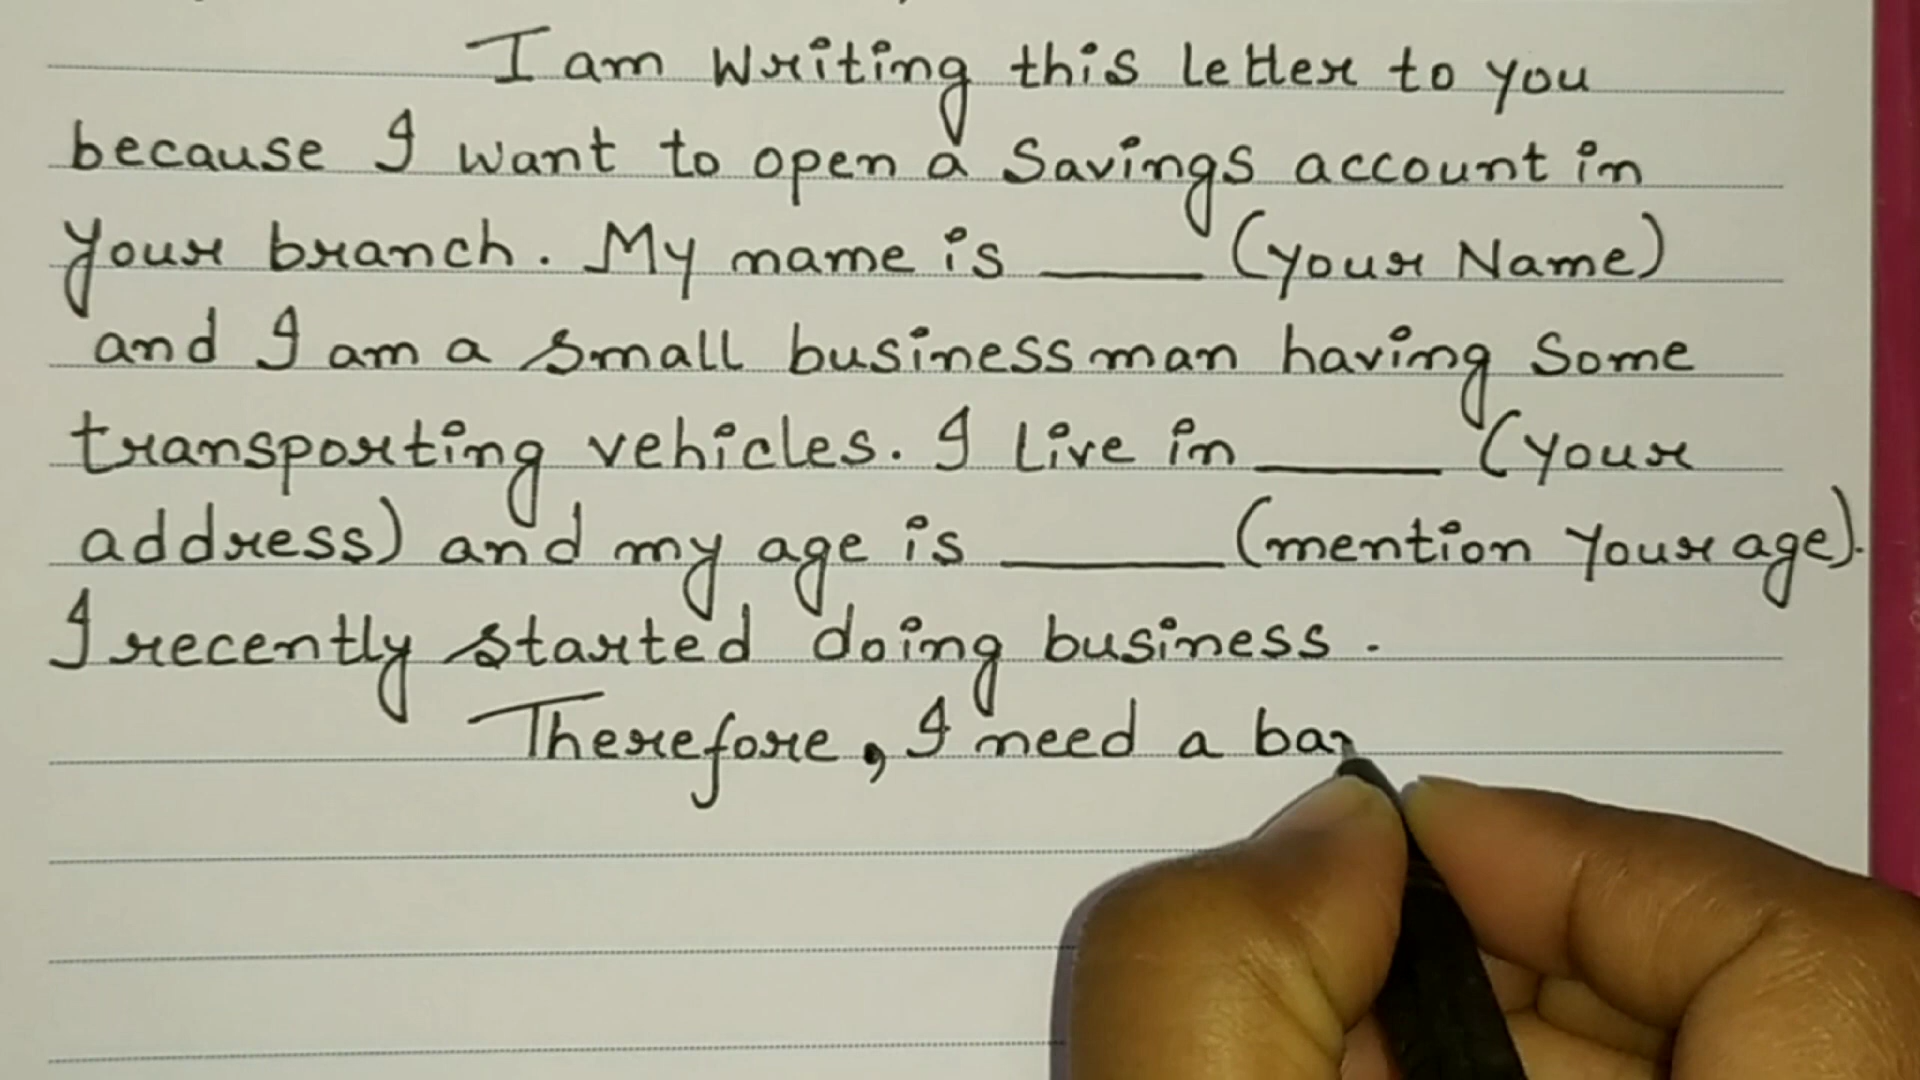 I am writing this letter to you
because I want to open a Savings account in
your branch. My name is _____ (your Name)
and I am a small businessman having Some
transporting vehicles. I live in _____ (your
address) and my age is _____ (mention your age).
I recently started doing business.
Therefore, I need a ban